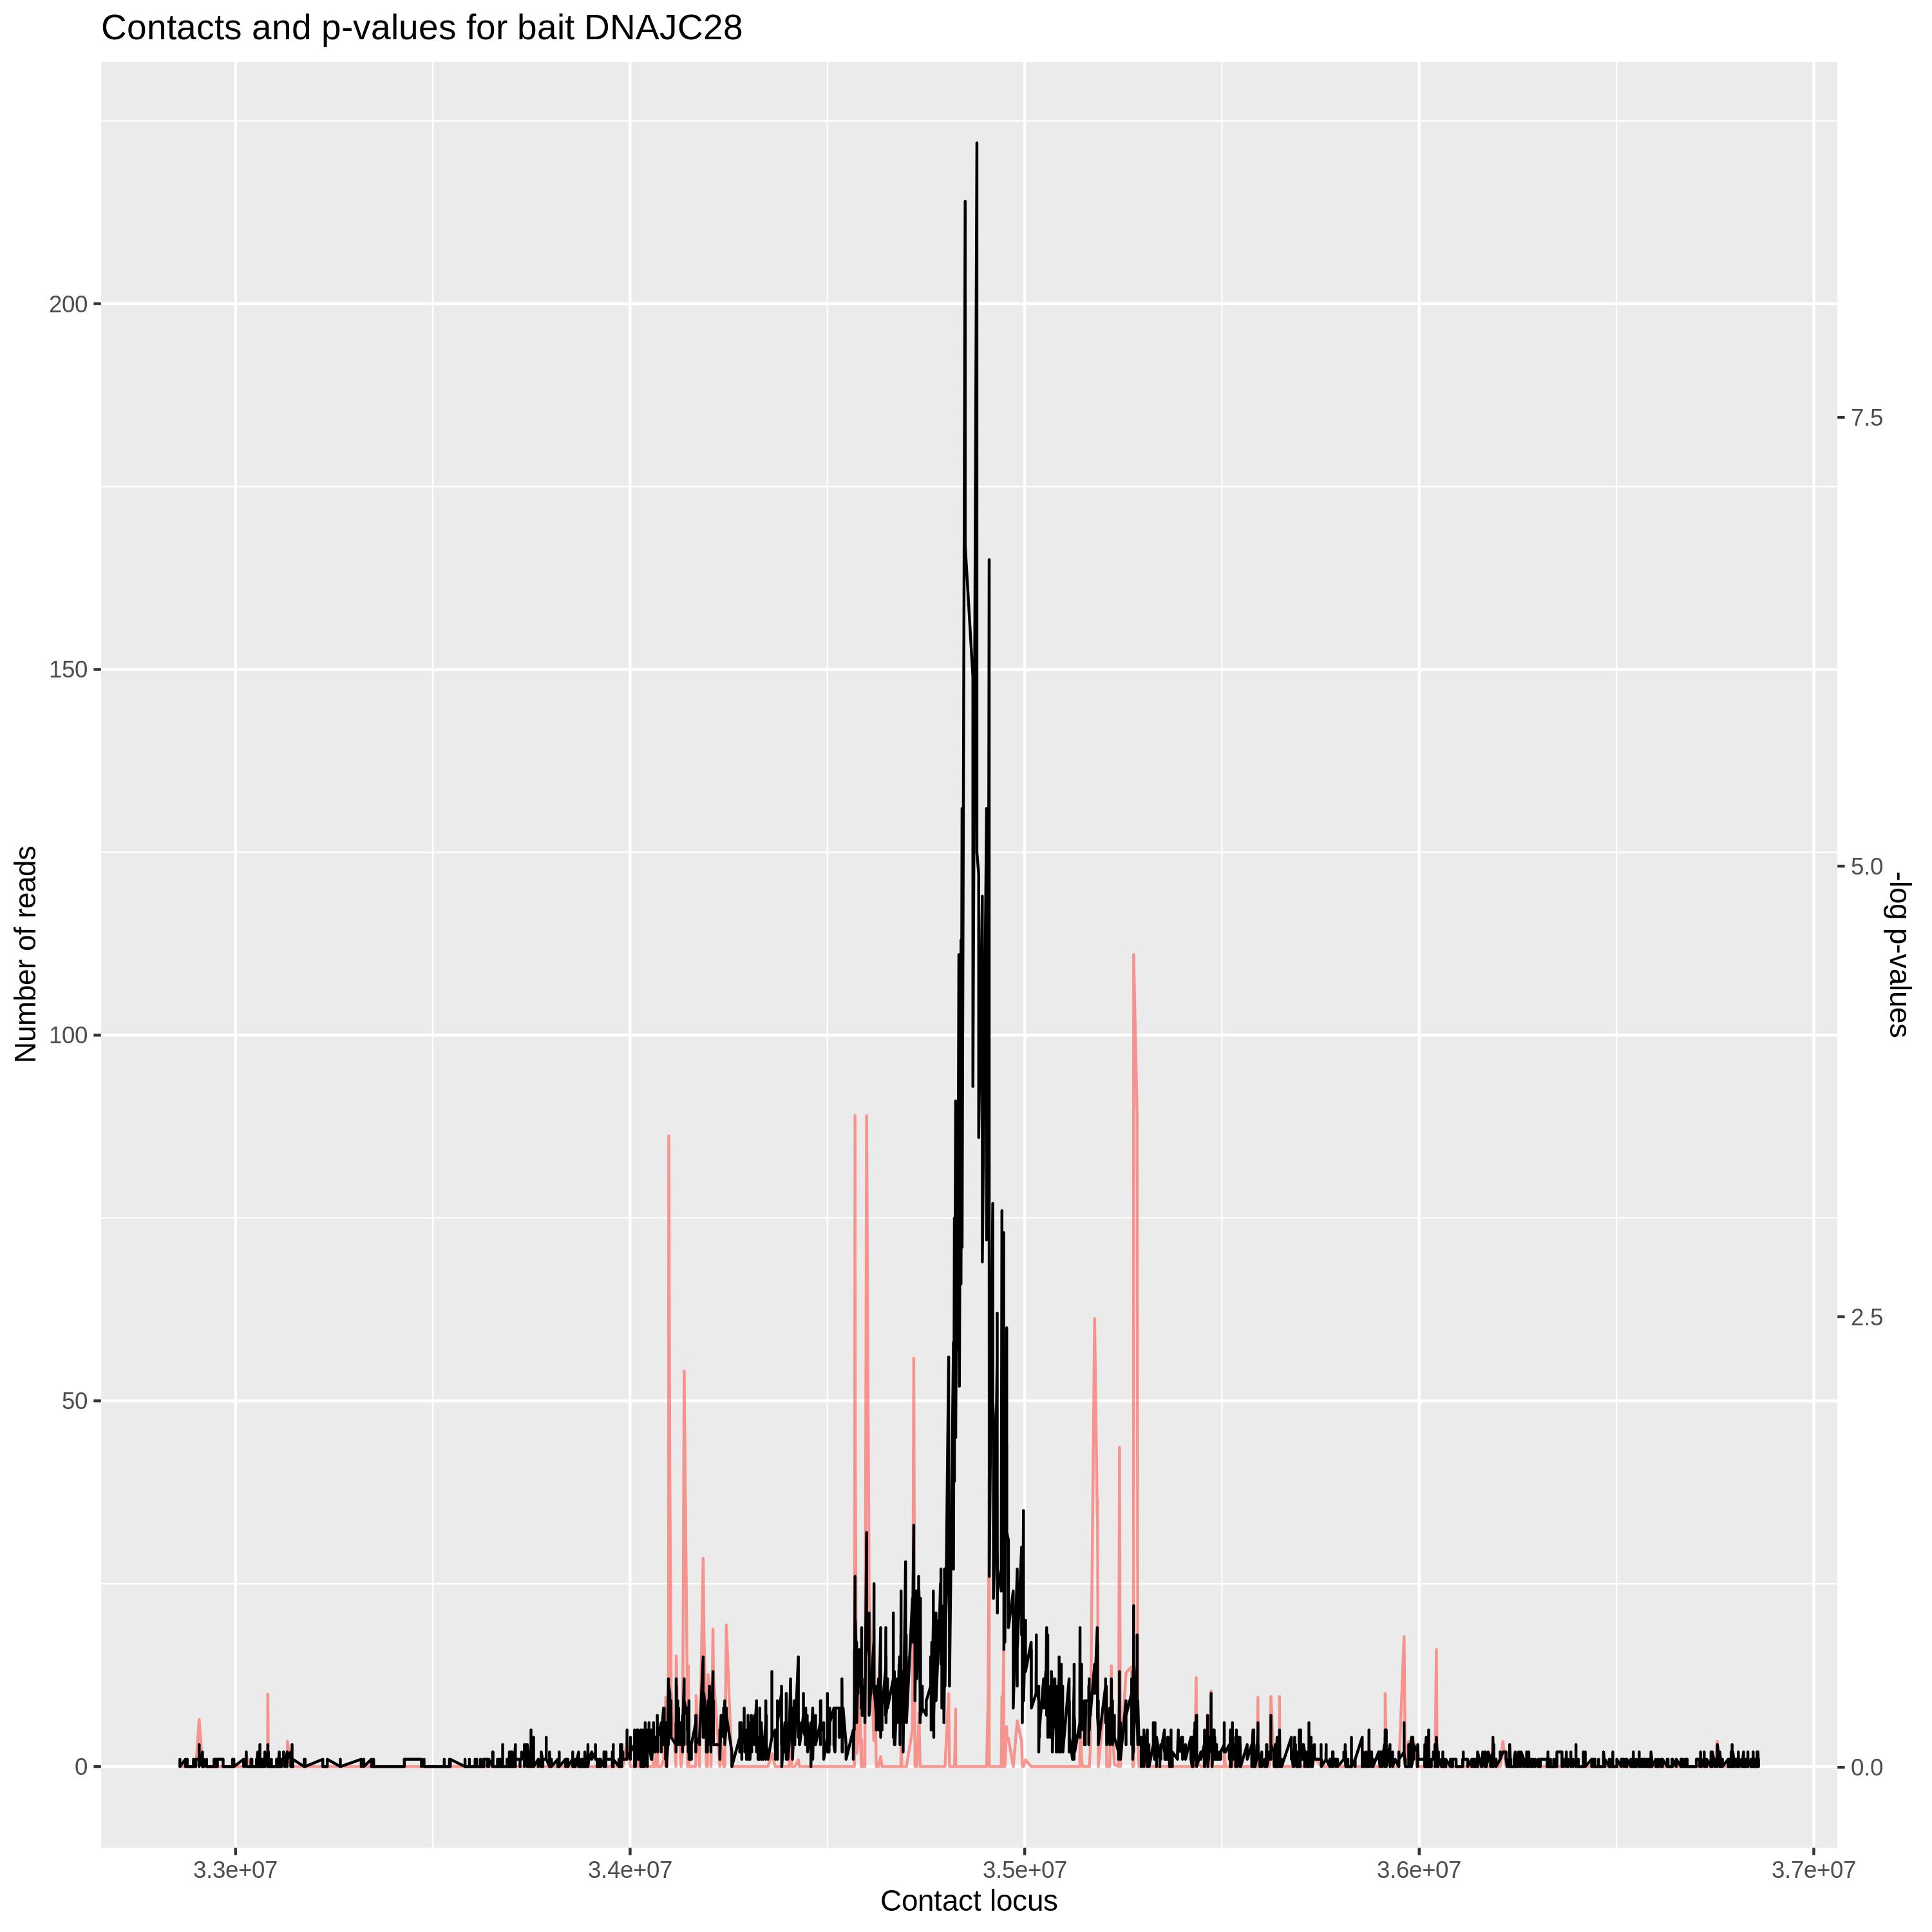 Contacts and p-values for bait DNAJC28
Number of reads
200
150
100
50
0
7.5
5.0
2.5
0.0
-log p-values
3.3e+07 3.4e+07 3.5e+07 3.6e+07 3.7e+07
Contact locus